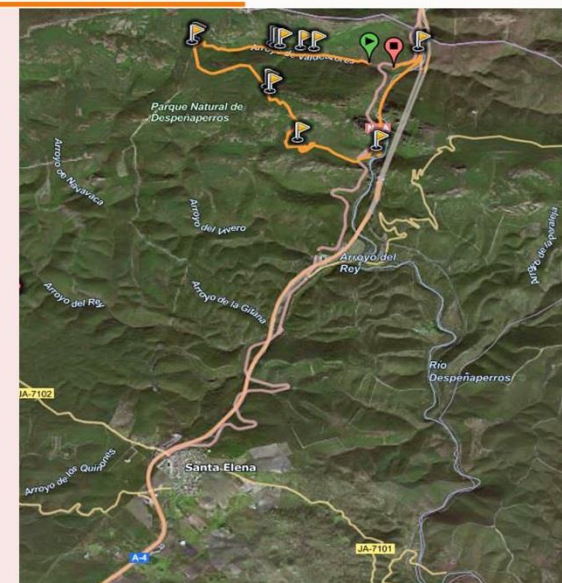 Parque Natural de
Despeñaperros
Arroyo de Navavaca
Arroyo del Vivero
Arroyo del
Rey
Arroyo del Rey
Arroyo de la Gitana
Río
Despeñaperros
JA-7102
Arroyo de los Quiñones
Santa Elena
A-4
JA-7101